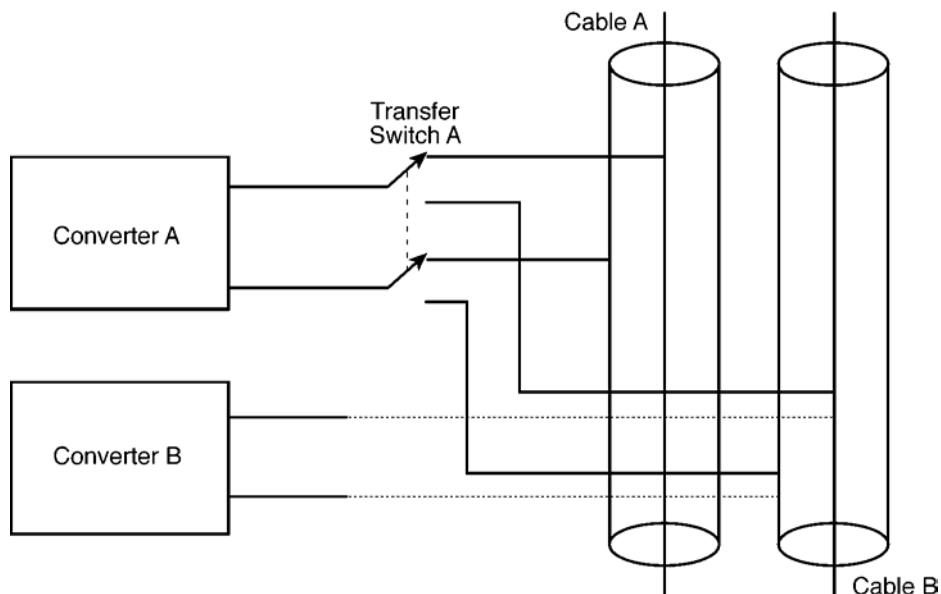 Cable A
Transfer
Switch A
Converter A
Converter B
Cable B